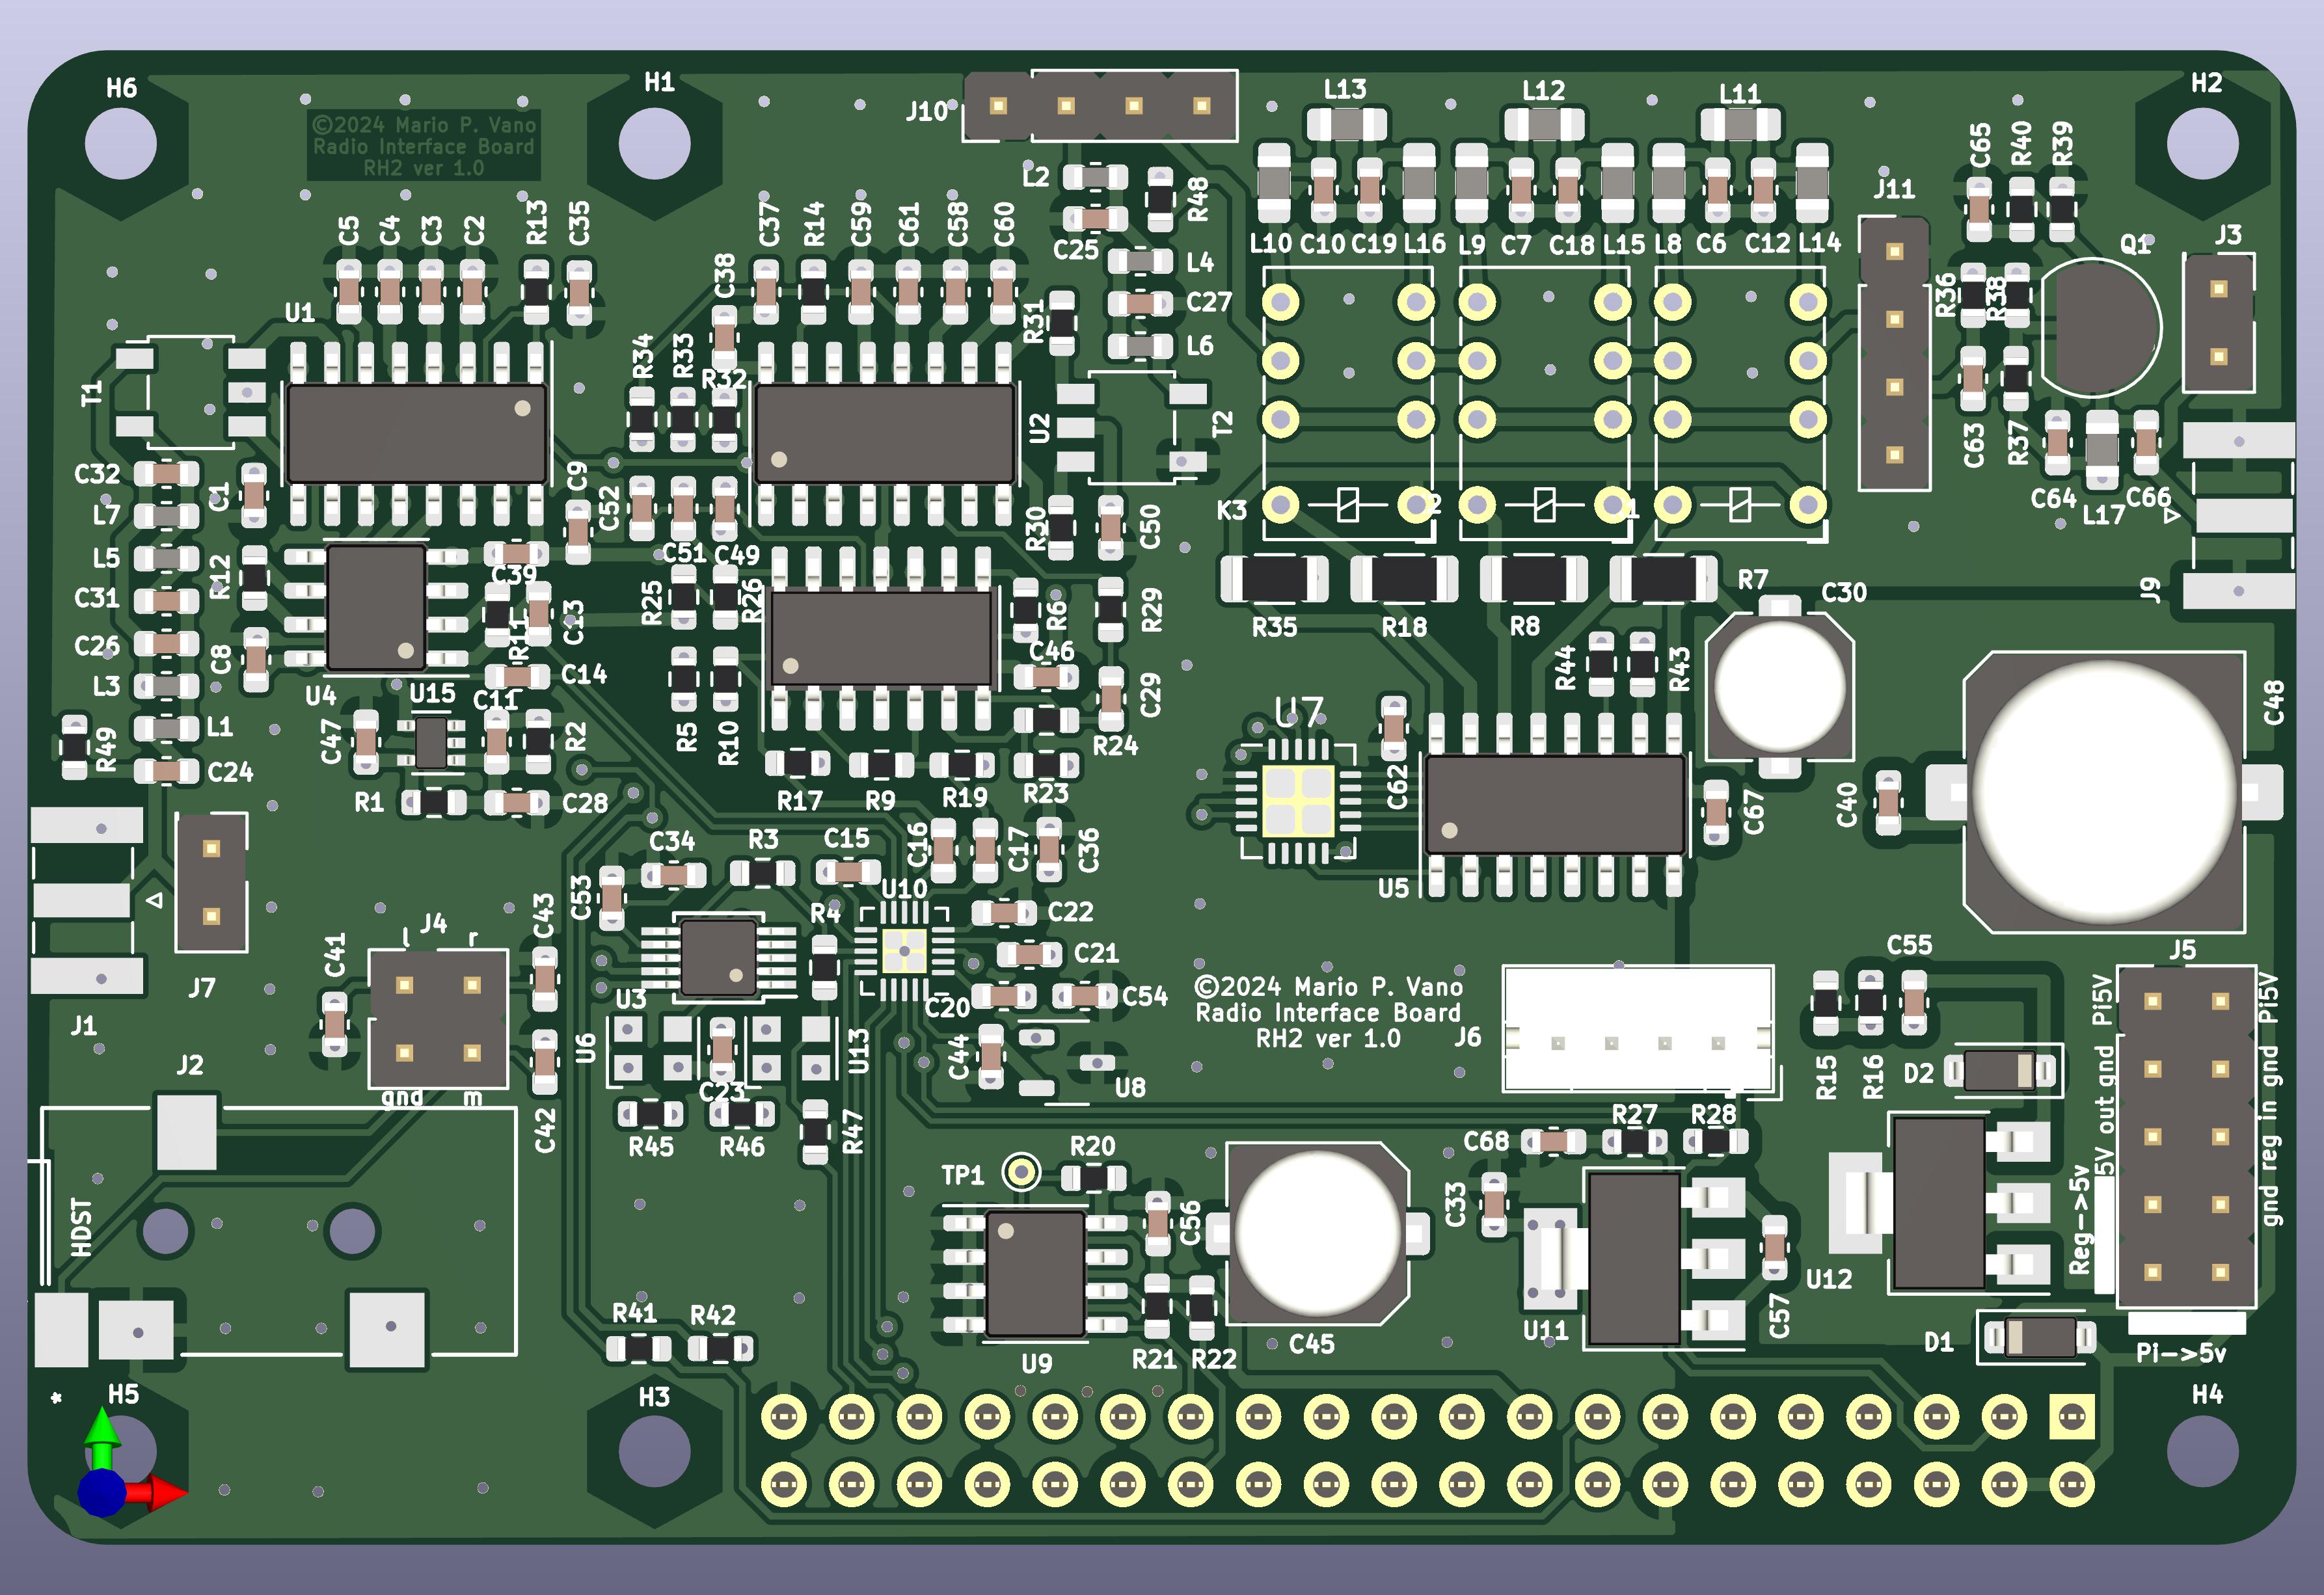 H6
H1
H2
J10
L13
L12
L11
©2024 Mario P. Vano
Radio Interface Board
RH2 ver 1.0
C65
R40
R39
L2
R48
J11
C5
C4
C3
C2
R13
C35
C37
R14
C59
C61
C58
C60
C25
L10
C10
C19
L16
L9
C7
C18
L15
L8
C6
C12
L14
Q1
J3
C38
L4
U1
R31
C27
R36
R38
R34
R33
L6
R32
T1
U2
T2
C63
R37
C32
C1
C9
C52
C64
C66
L17
L7
K3
2
1
R30
C50
L5
R12
C39
C51
C49
R7
C30
J9
C31
R11
C13
R25
R26
R6
R29
R35
R18
R8
C26
C8
C46
R44
R43
L3
U4
U15
C11
C14
C29
C48
R49
L1
C47
R2
R5
R10
R24
U7
C24
R1
C28
R17
R9
R19
R23
C62
C67
C40
C34
R3
C15
C16
C17
C36
U10
U5
C53
R4
C22
C43
J4
l
r
C41
C21
C55
J5
J7
U3
C20
C54
©2024 Mario P. Vano
Radio Interface Board
RH2 ver 1.0
J6
Pi5V
Pi5V
J1
U6
U13
C44
J2
R15
R16
D2
gnd
gnd
C23
U8
gnd
m
C42
R45
R46
R47
C68
R27
R28
5V out
reg in
TP1
R20
HDST
C56
C33
Reg->5v
gnd
U12
R41
R42
C57
U9
R21
R22
C45
U11
D1
Pi->5v
*
H5
H3
H4